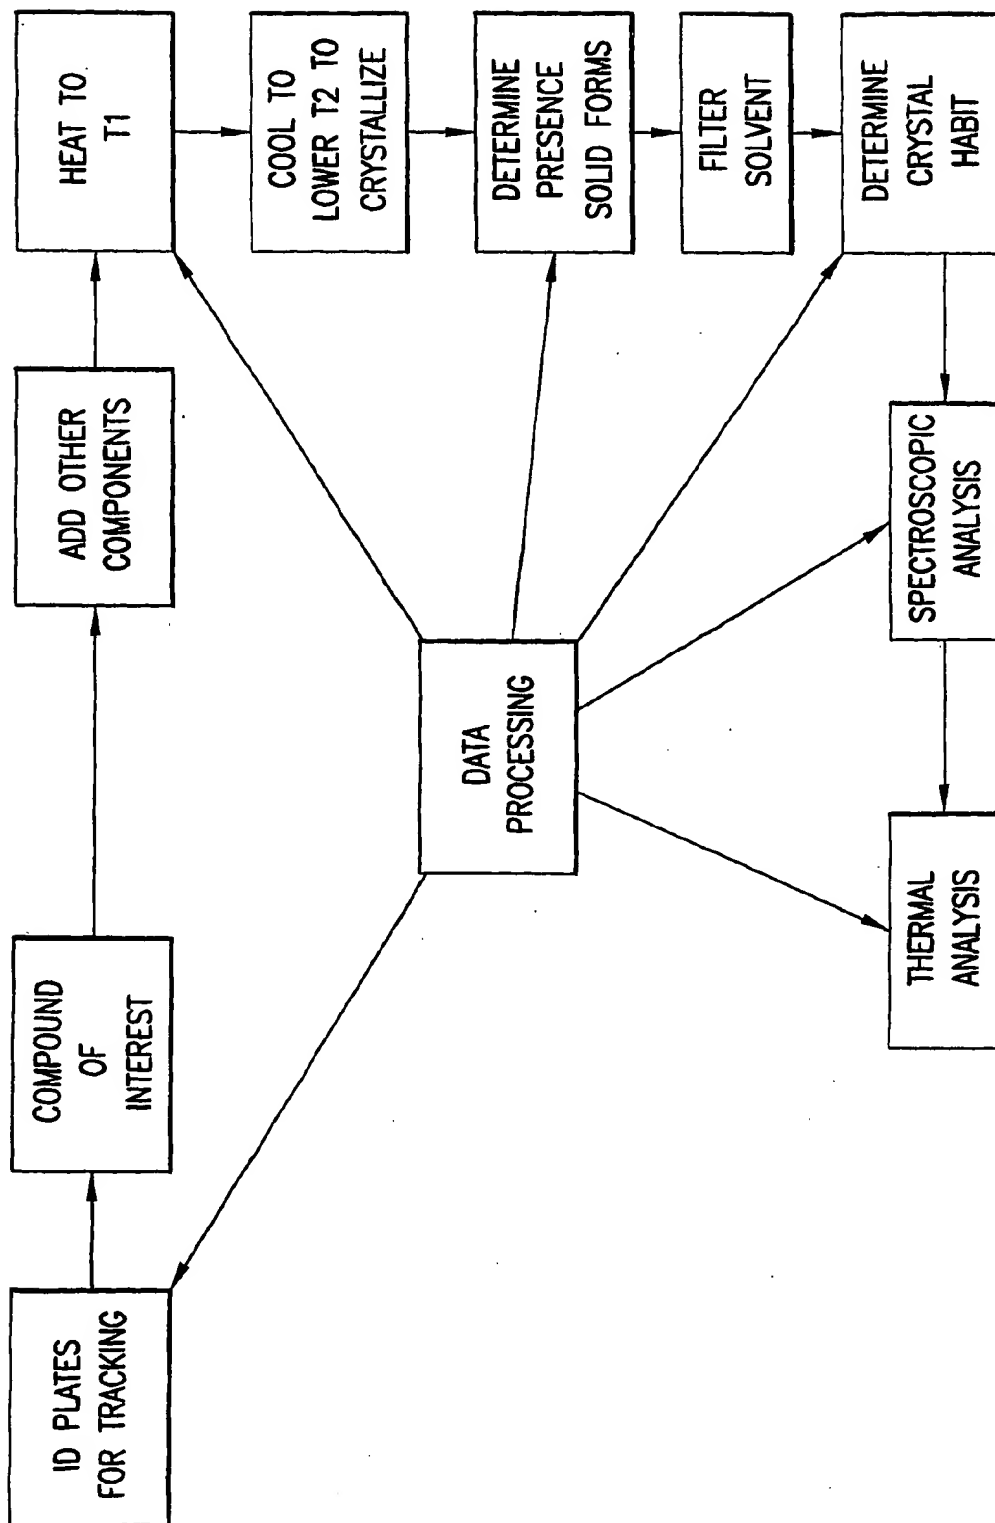 ID PLATES
FOR TRACKING
COMPOUND
OF
INTEREST
ADD OTHER
COMPONENTS
HEAT TO
T1
COOL TO
LOWER T2 TO
CRYSTALLIZE
DETERMINE
PRESENCE
SOLID FORMS
FILTER
SOLVENT
DETERMINE
CRYSTAL
HABIT
SPECTROSCOPIC
ANALYSIS
THERMAL
ANALYSIS
DATA
PROCESSING